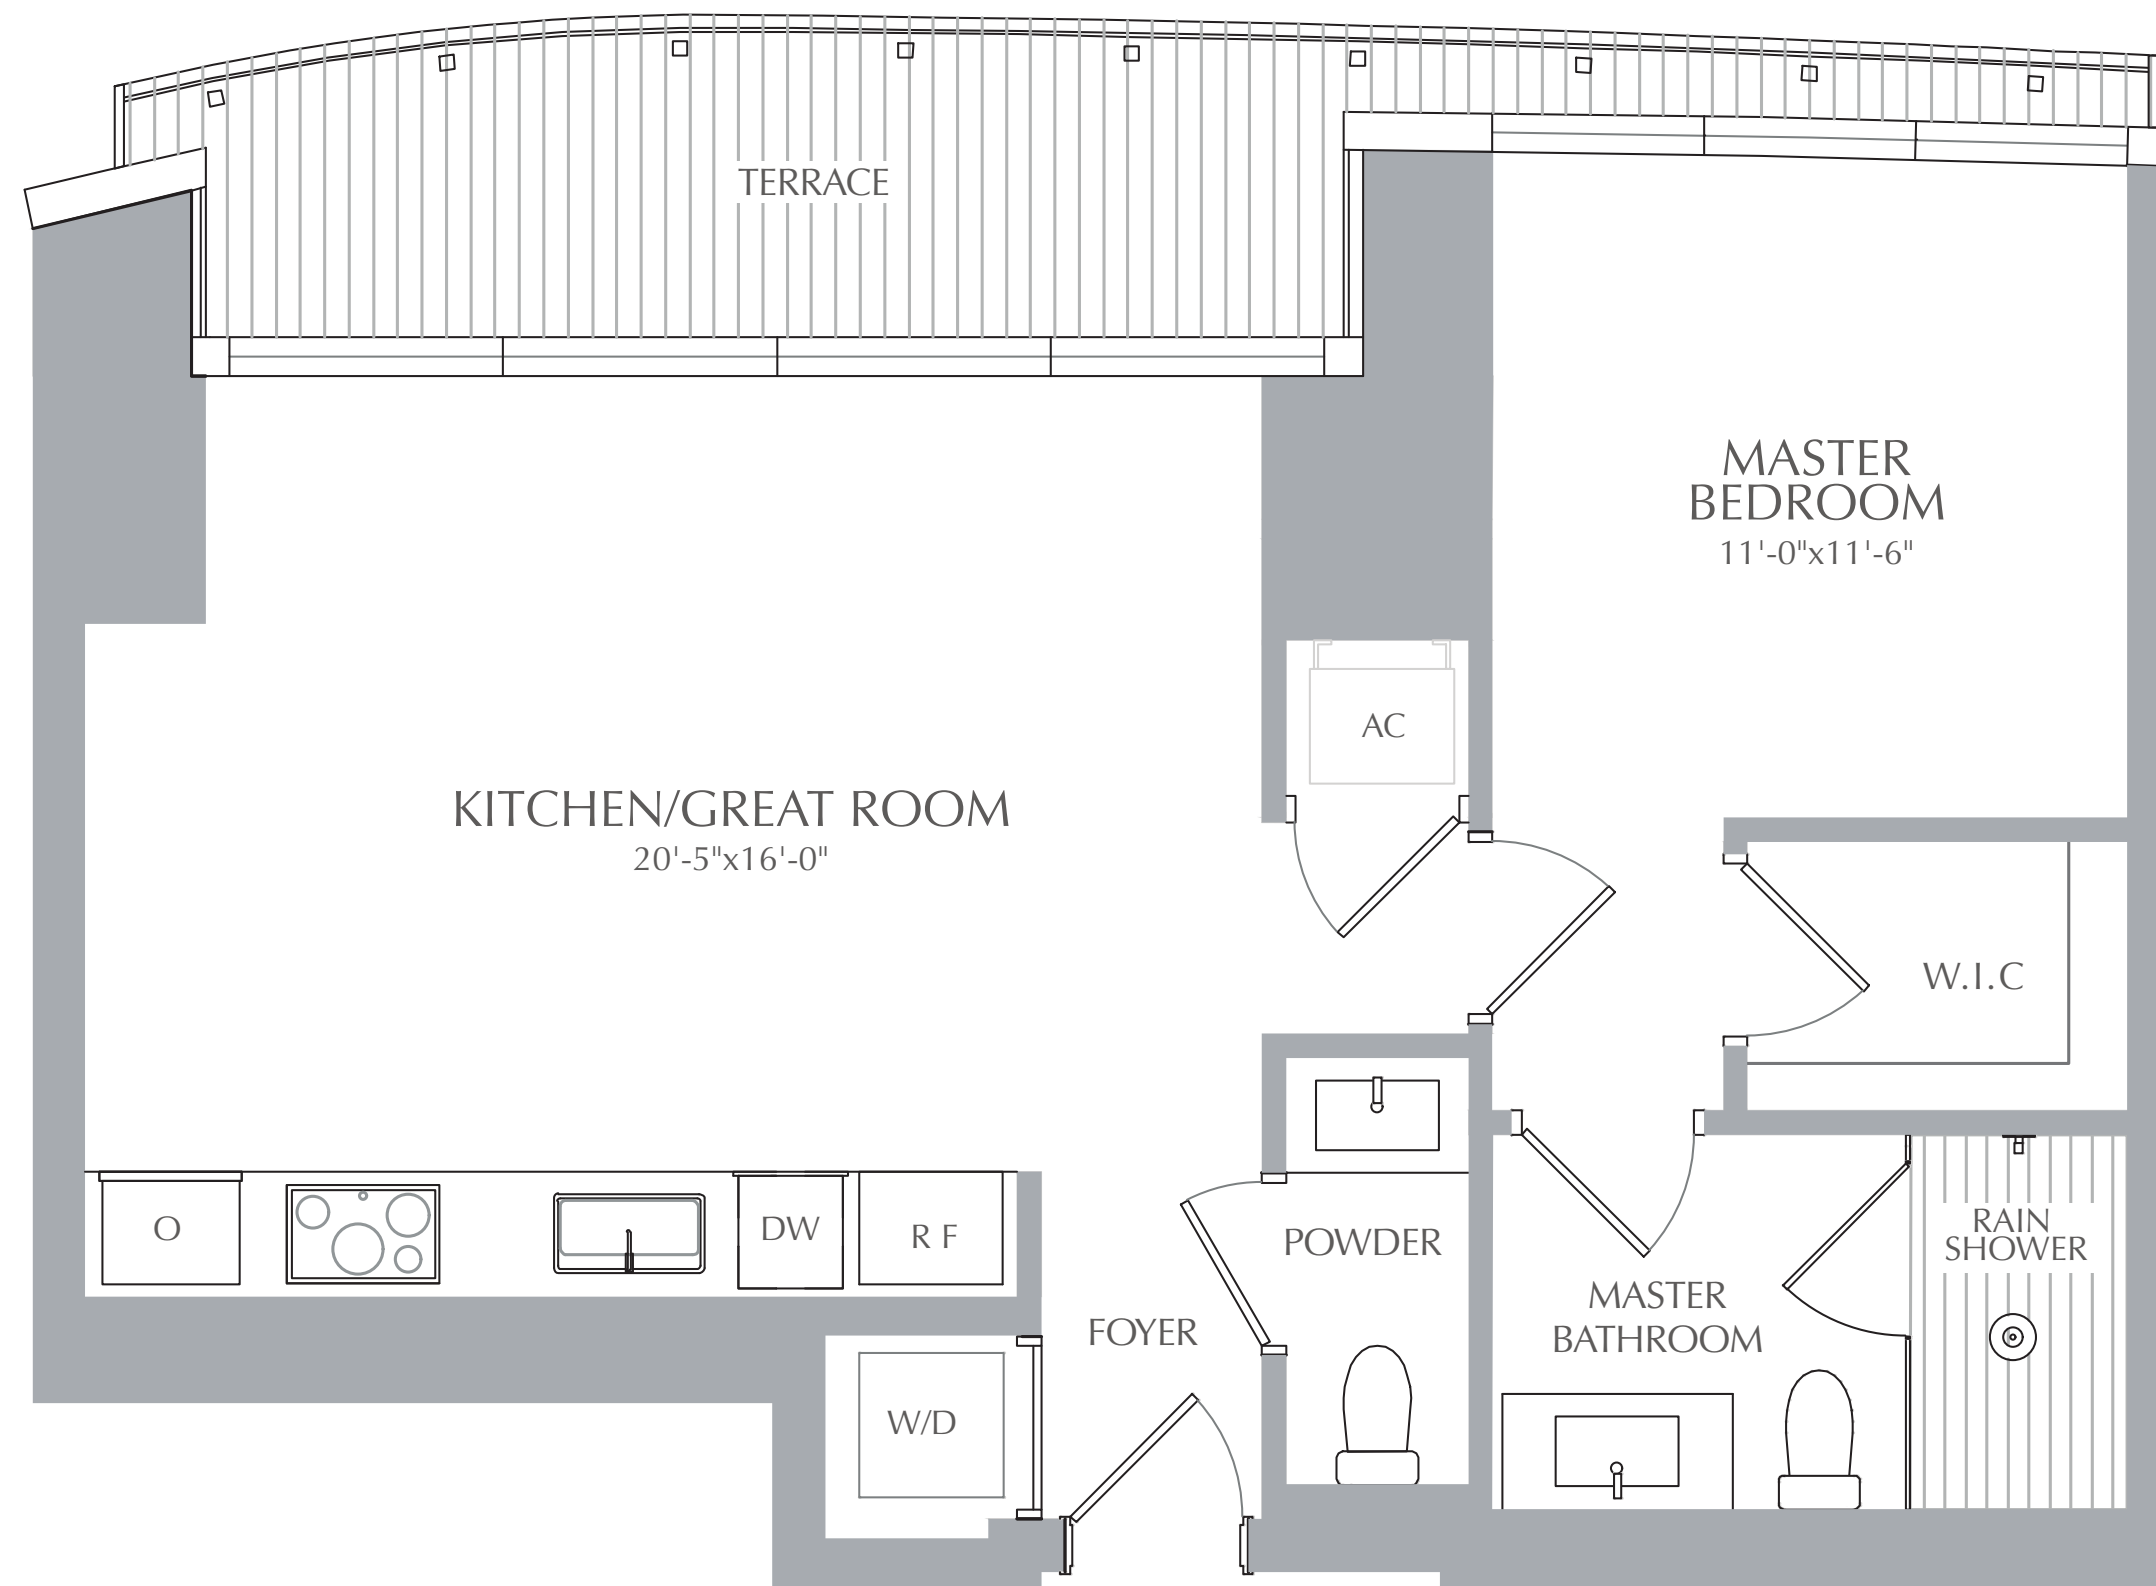 TERRACE
MASTER
BEDROOM
11'-0"x11'-6"
AC
KITCHEN/GREAT ROOM
20'-5"x16'-0"
W.I.C
O
DW
R F
POWDER
RAIN
SHOWER
FOYER
MASTER
BATHROOM
W/D